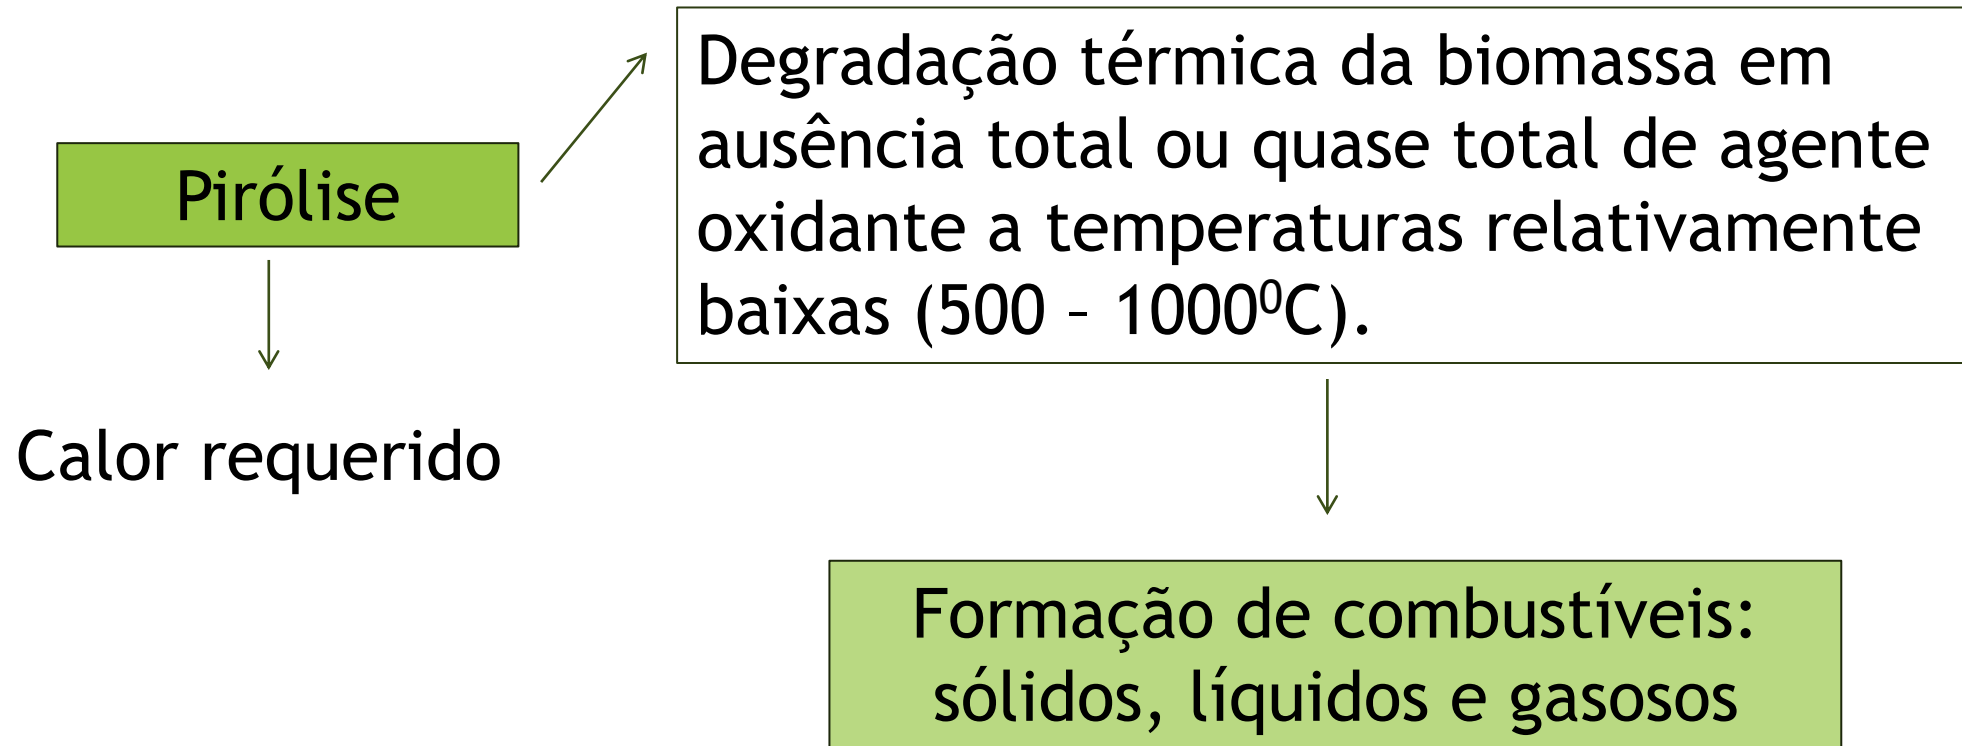 Pirólise
Degradação térmica da biomassa em
ausência total ou quase total de agente
oxidante a temperaturas relativamente
baixas (500 – 1000⁰C).
Calor requerido
Formação de combustíveis:
sólidos, líquidos e gasosos